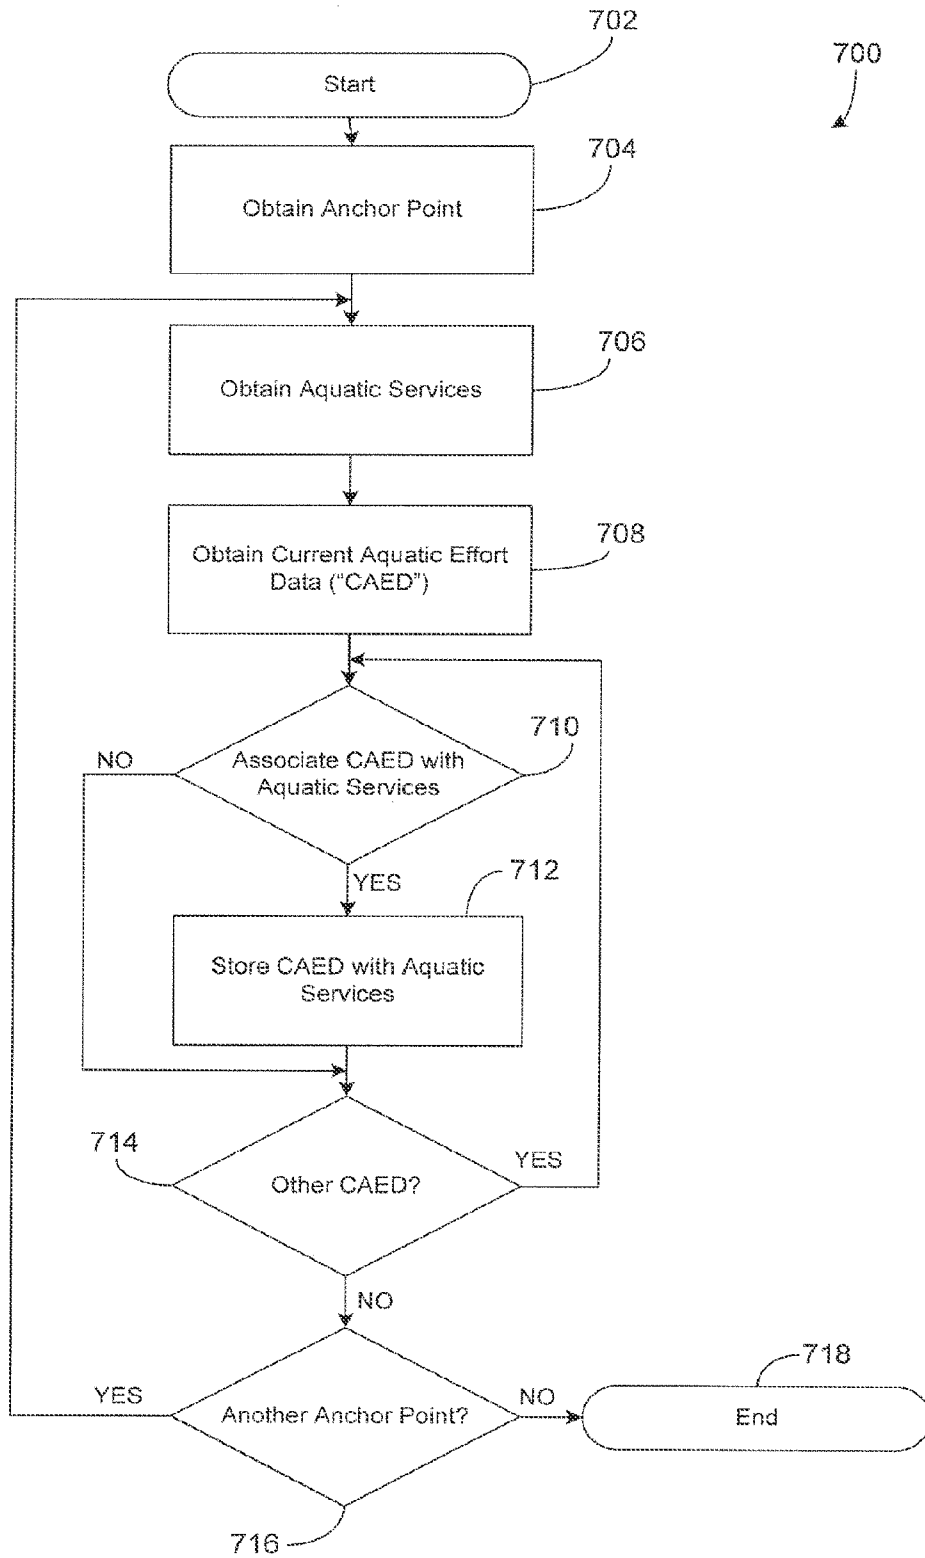 702
700
Start
704
Obtain Anchor Point
706
Obtain Aquatic Services
708
Obtain Current Aquatic Effort
Data ("CAED")
710
NO
Associate CAED with
Aquatic Services
YES
712
Store CAED with Aquatic
Services
714
YES
Other CAED?
NO
718
YES
NO
Another Anchor Point?
End
716